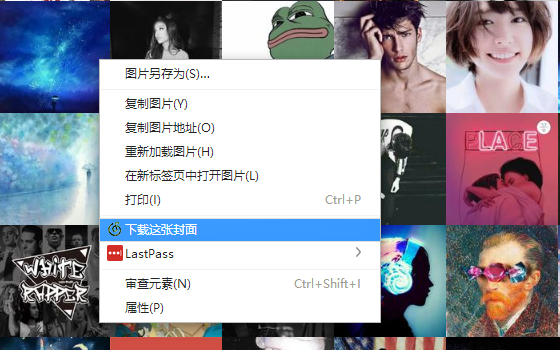 图片另存为(S)...
复制图片(Y)
复制图片地址(O)
重新加载图片(H)
在新标签页中打开图片(L)
打印(I) Ctrl+P
下载这张封面
LastPass
审查元素(N) Ctrl+Shift+I
属性(P)
PLACE
WHITE
RAPPER